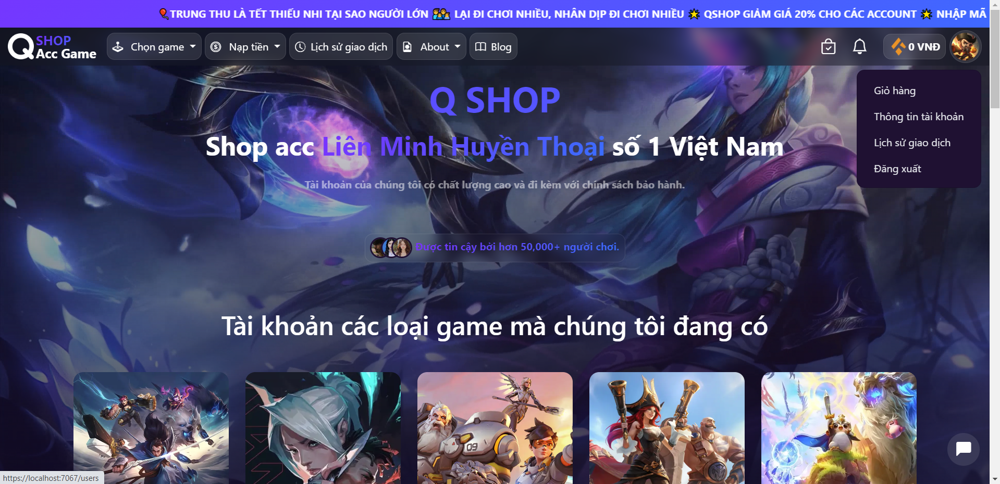 TRUNG THU LÀ TẾT THIẾU NHI TẠI SAO NGƯỜI LỚN LẠI ĐI CHƠI NHIỀU, NHÂN DỊP ĐI CHƠI NHIỀU QSHOP GIẢM GIÁ 20% CHO CÁC ACCOUNT NHẬP MÃ
Q SHOP
Acc Game
Chọn game
Nạp tiền
Lịch sử giao dịch
About
Blog
0 VNĐ
Giỏ hàng
Thông tin tài khoản
Lịch sử giao dịch
Đăng xuất
Q SHOP
Shop acc Liên Minh Huyền Thoại số 1 Việt Nam
Tài khoản của chúng tôi có chất lượng cao và đi kèm với chính sách bảo hành.
Được tin cậy bởi hơn 50,000+ người chơi.
Tài khoản các loại game mà chúng tôi đang có
09
https://localhost:7067/users